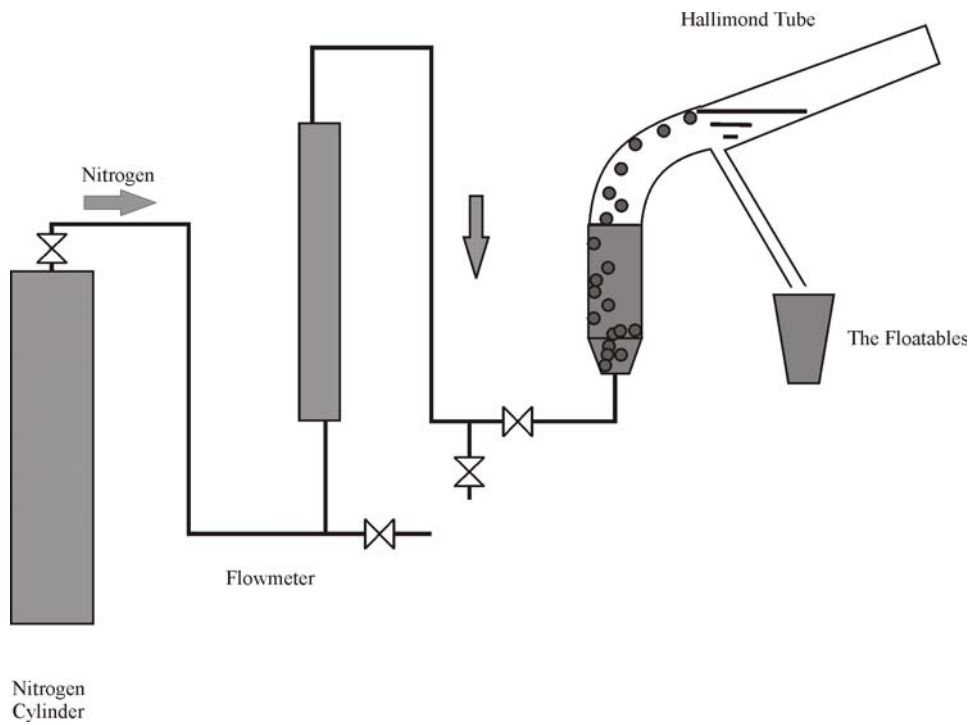 Hallimond Tube
Nitrogen
The Floatables
Flowmeter
Nitrogen
Cylinder